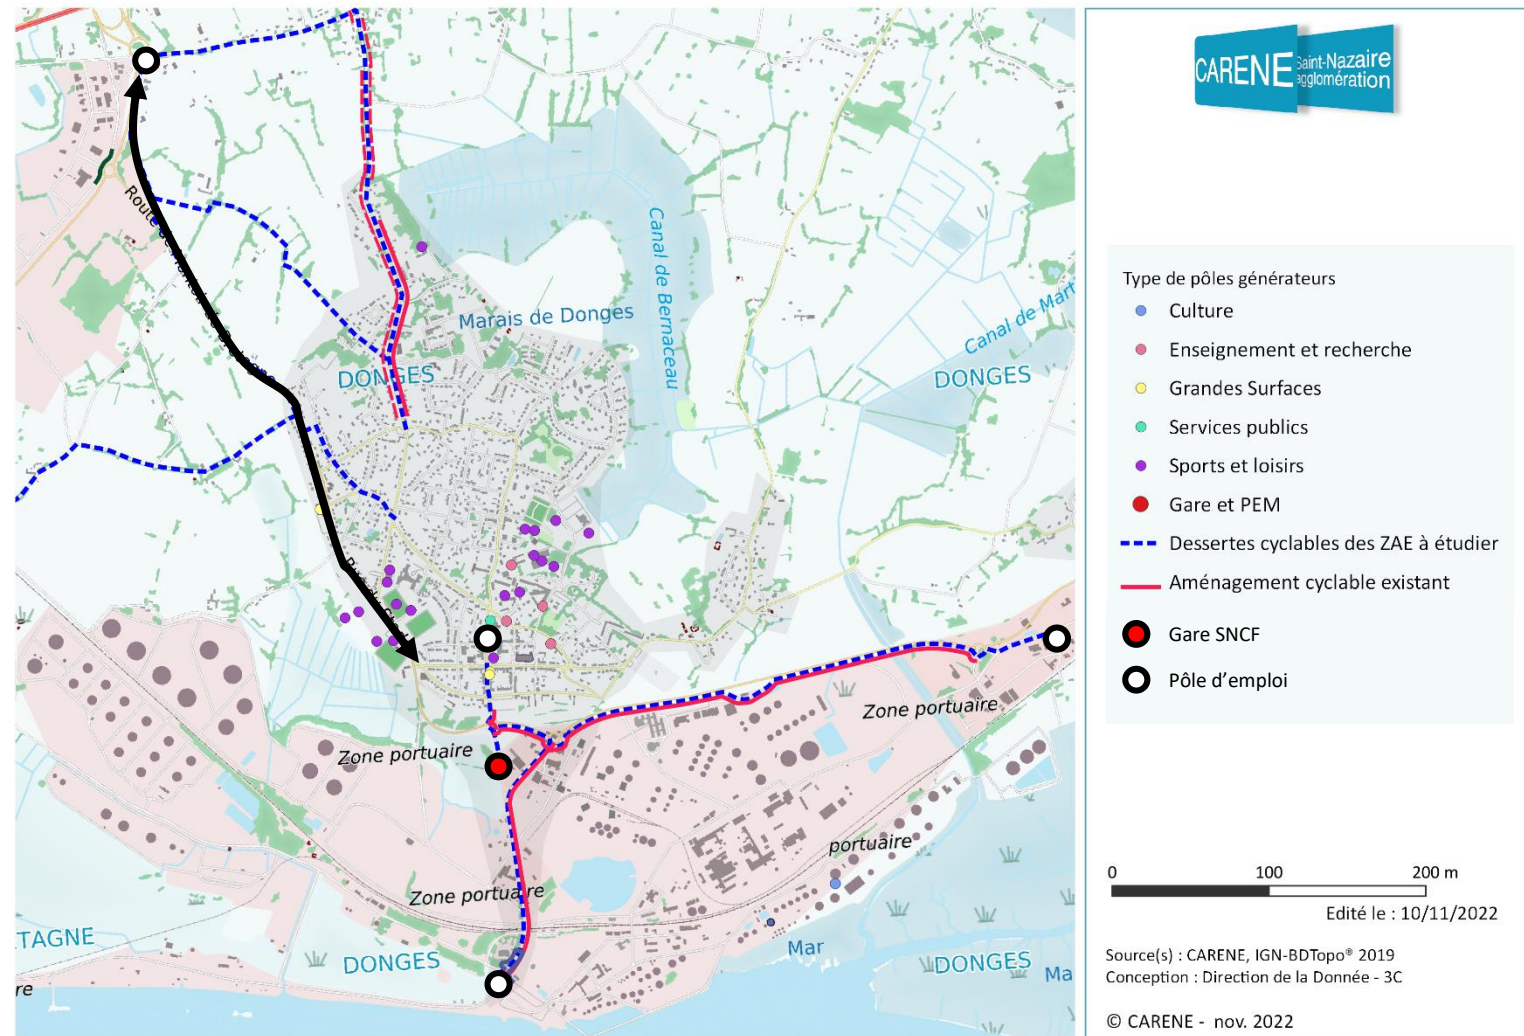 CARENE Saint-Nazaire
agglomération
Canal de Bernaceau
Marais de Donges
Canal de Mart
DONGES
DONGES
Zone portuaire
Zone portuaire
portuaire
Zone portuaire
TAGNE
DONGES
Mar
DONGES
Ma
re
Type de pôles générateurs
Culture
Enseignement et recherche
Grandes Surfaces
Services publics
Sports et loisirs
Gare et PEM
Dessertes cyclables des ZAE à étudier
Aménagement cyclable existant
Gare SNCF
Pôle d’emploi
0 100 200 m
Edité le : 10/11/2022
Source(s) : CARENE, IGN-BDTopo® 2019
Conception : Direction de la Donnée - 3C
© CARENE - nov. 2022